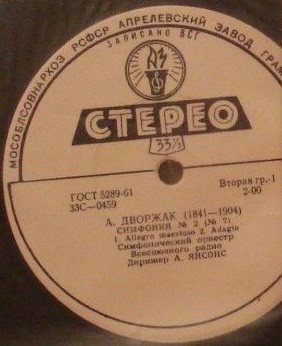 МОСОБЛСОВНАРХОЗ РСФСР АПРЕЛЕВСКИЙ ЗАВОД ГРАМ
ЗАПИСАНО ВСГ
АЗ
СТЕРЕО
33⅓
ГОСТ 5289-61
33С—0459
Вторая гр.-1
2-00
А. ДВОРЖАК (1841—1904)
СИМФОНИЯ № 2 (№ 7)
1. Allegro maestoso 2. Adagio
Симфонический оркестр
Всесоюзного радио
Дирижер А. ЯНСОНС